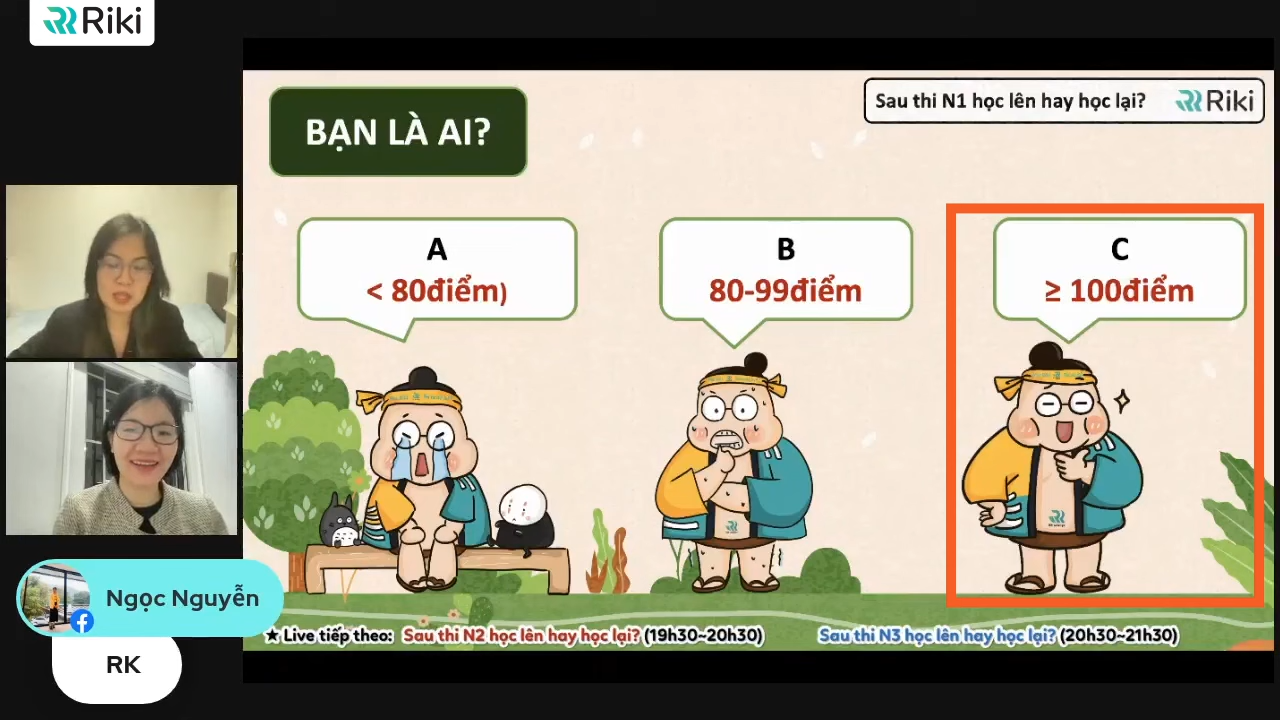 Riki
BẠN LÀ AI?
Sau thi N1 học lên hay học lại?
Riki
A
< 80điểm)
B
80-99điểm
C
≥ 100điểm
Ngọc Nguyễn
RK
★ Live tiếp theo: Sau thi N2 học lên hay học lại? (19h30~20h30) Sau thi N3 học lên hay học lại? (20h30~21h30)